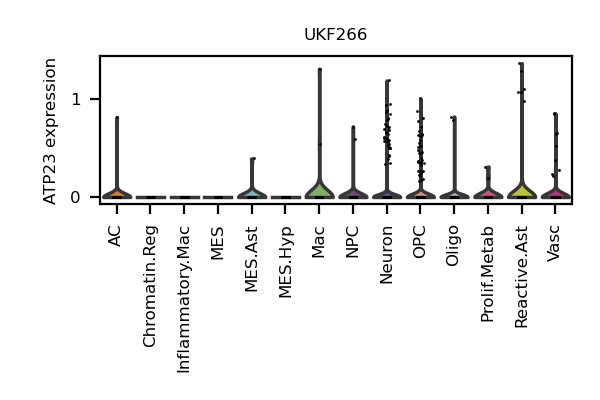 UKF266
ATP23 expression
1
0
AC
Chromatin.Reg
Inflammatory.Mac
MES
MES.Ast
MES.Hyp
Mac
NPC
Neuron
OPC
Oligo
Prolif.Metab
Reactive.Ast
Vasc